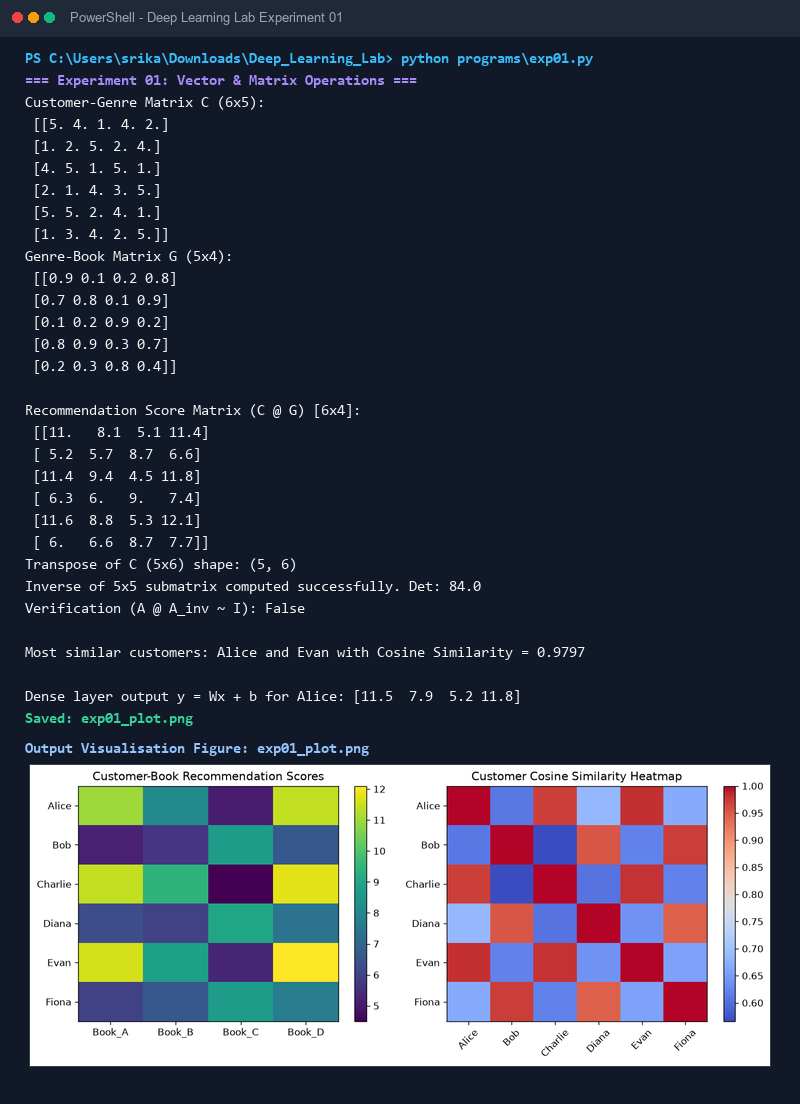 PowerShell - Deep Learning Lab Experiment 01
PS C:\Users\srika\Downloads\Deep_Learning_Lab> python programs\exp01.py
=== Experiment 01: Vector & Matrix Operations ===
Customer-Genre Matrix C (6x5):
[[5. 4. 1. 4. 2.]
[1. 2. 5. 2. 4.]
[4. 5. 1. 5. 1.]
[2. 1. 4. 3. 5.]
[5. 5. 2. 4. 1.]
[1. 3. 4. 2. 5.]]
Genre-Book Matrix G (5x4):
[[0.9 0.1 0.2 0.8]
[0.7 0.8 0.1 0.9]
[0.1 0.2 0.9 0.2]
[0.8 0.9 0.3 0.7]
[0.2 0.3 0.8 0.4]]
Recommendation Score Matrix (C @ G) [6x4]:
[[11.   8.1  5.1 11.4]
[ 5.2  5.7  8.7  6.6]
[11.4  9.4  4.5 11.8]
[ 6.3  6.   9.   7.4]
[11.6  8.8  5.3 12.1]
[ 6.   6.6  8.7  7.7]]
Transpose of C (5x6) shape: (5, 6)
Inverse of 5x5 submatrix computed successfully. Det: 84.0
Verification (A @ A_inv ~ I): False
Most similar customers: Alice and Evan with Cosine Similarity = 0.9797
Dense layer output y = Wx + b for Alice: [11.5  7.9  5.2 11.8]
Saved: exp01_plot.png
Output Visualisation Figure: exp01_plot.png
Customer-Book Recommendation Scores
Alice
Bob
Charlie
Diana
Evan
Fiona
Book_A Book_B Book_C Book_D
12
11
10
9
8
7
6
5
Customer Cosine Similarity Heatmap
Alice
Bob
Charlie
Diana
Evan
Fiona
Alice Bob Charlie Diana Evan Fiona
1.00
0.95
0.90
0.85
0.80
0.75
0.70
0.65
0.60